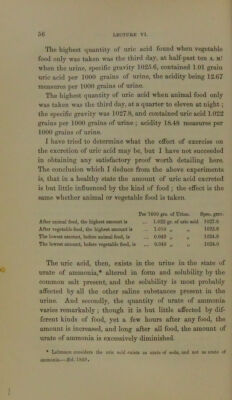 56 LECTURE VI.
The highest quantity of uric acid found when vegetable
food only was taken was the third day, at half-past ten A. M.
when the urine, specific gravity 1025.6, contained 1.01 grain
uric acid per 1000 grains of urine, the acidity being 12.67
measures per 1000 grains of urine.
The highest quantity of uric acid when animal food only
was taken was the third day, at a quarter to eleven at night ;
the specific gravity was 1027.8, and contained uric acid 1.022
grains per 1000 grains of urine ; acidity 18.48 measures per
1000 grains of urine.
I have tried to determine what the effect of exercise on
the excretion of uric acid may be, but I have not succeeded
in obtaining any satisfactory proof worth detailing here.
The conclusion which I deduce from the above experiments
is, that in a healthy state the amount of uric acid excreted
is but little influenced by the kind of food ; the effect is the
same whether animal or vegetable food is taken.
Per 1000 grs. of Urine. Spec. grav.
After animal food, the highest amount is ... 1.022 gr. of uric acid. 1027.8
After vegetable food, the highest amount is ... 1.010 „ „ 1025.6
The lowest amount, before animal food, is ... 0.049 „ „ 1024.8
The lowest amount, before vegetable food, is ... 0.049 „ „ 1024.0
The uric acid, then, exists in the urine in the state of
urate of ammonia,* altered in form and solubility by the
common salt present, and the solubility is most probably
affected by all the other saline substances present in the
urine. And secondly, the quantity of urate of ammonia
varies remarkably ; though it is but little affected by dif-
ferent kinds of food, yet a few hours after any food, the
amount is increased, and long after all food, the amount of
urate of ammonia is excessively diminished.
* Lehmann considers the uric acid exists as urate of soda, and not as urate of
ammonia.—Ed. 1849.